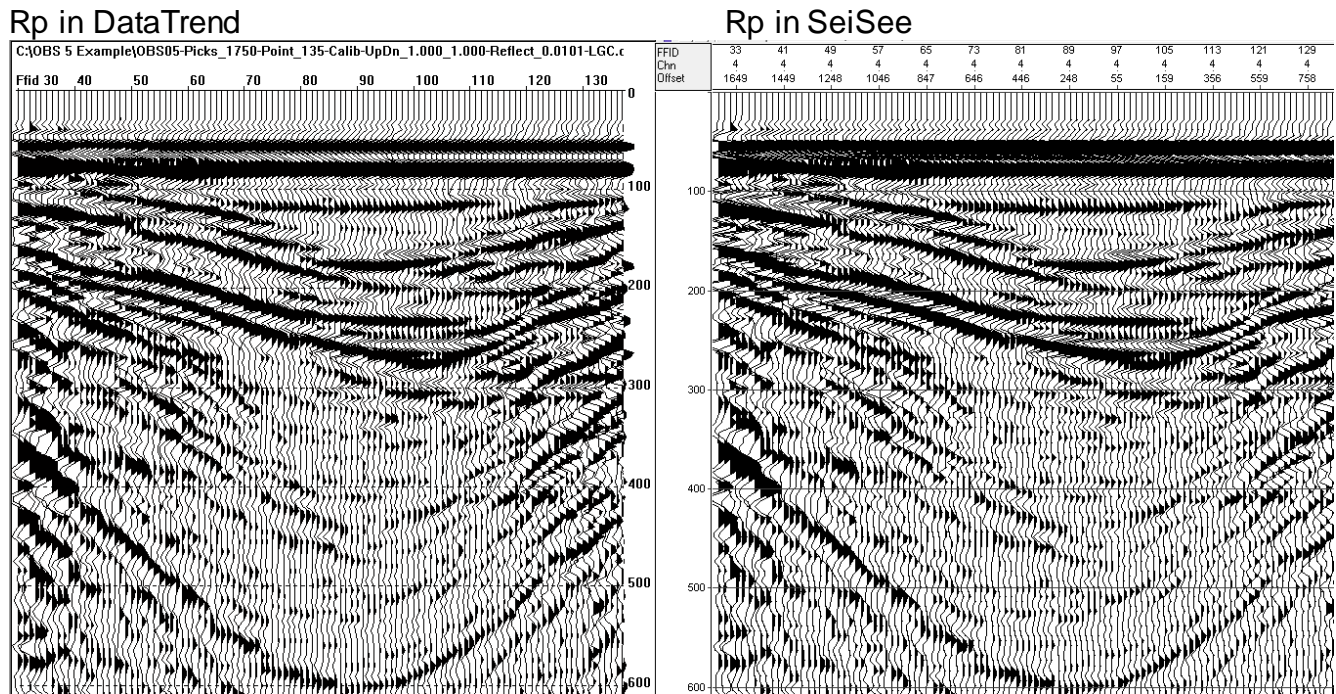 Rp in DataTrend
C:\OBS 5 Example\OBS05-Picks_1750-Point_135-Calib-UpDn_1.000_1.000-Reflect_0.0101-LGC.c
Ffid 30 40 50 60 70 80 90 100 110 120 130
0
100
200
300
400
500
600
Rp in SeiSee
FFID 33 41 49 57 65 73 81 89 97 105 113 121 129
Chn 4 4 4 4 4 4 4 4 4 4 4 4 4
Offset 1649 1449 1248 1046 847 646 446 248 55 159 356 559 758
100
200
300
400
500
600